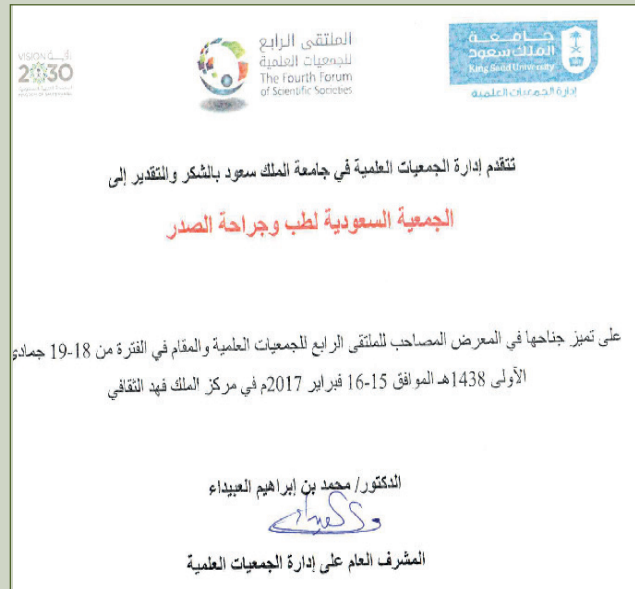 جامعة
الملك سعود
King Saud University
إدارة الجمعيات العلمية
الملتقى الرابع
للجمعيات العلمية
The Fourth Forum
of Scientific Societies
VISION رؤية
2030
تتقدم إدارة الجمعيات العلمية في جامعة الملك سعود بالشكر والتقدير إلى
الجمعية السعودية لطب وجراحة الصدر
على تميز جناحها في المعرض المصاحب للملتقى الرابع للجمعيات العلمية والمقام في الفترة من 18-19 جمادى
الأولى 1438هـ الموافق 15-16 فبراير 2017م في مركز الملك فهد الثقافي
الدكتور/ محمد بن إبراهيم العبيداء
المشرف العام على إدارة الجمعيات العلمية